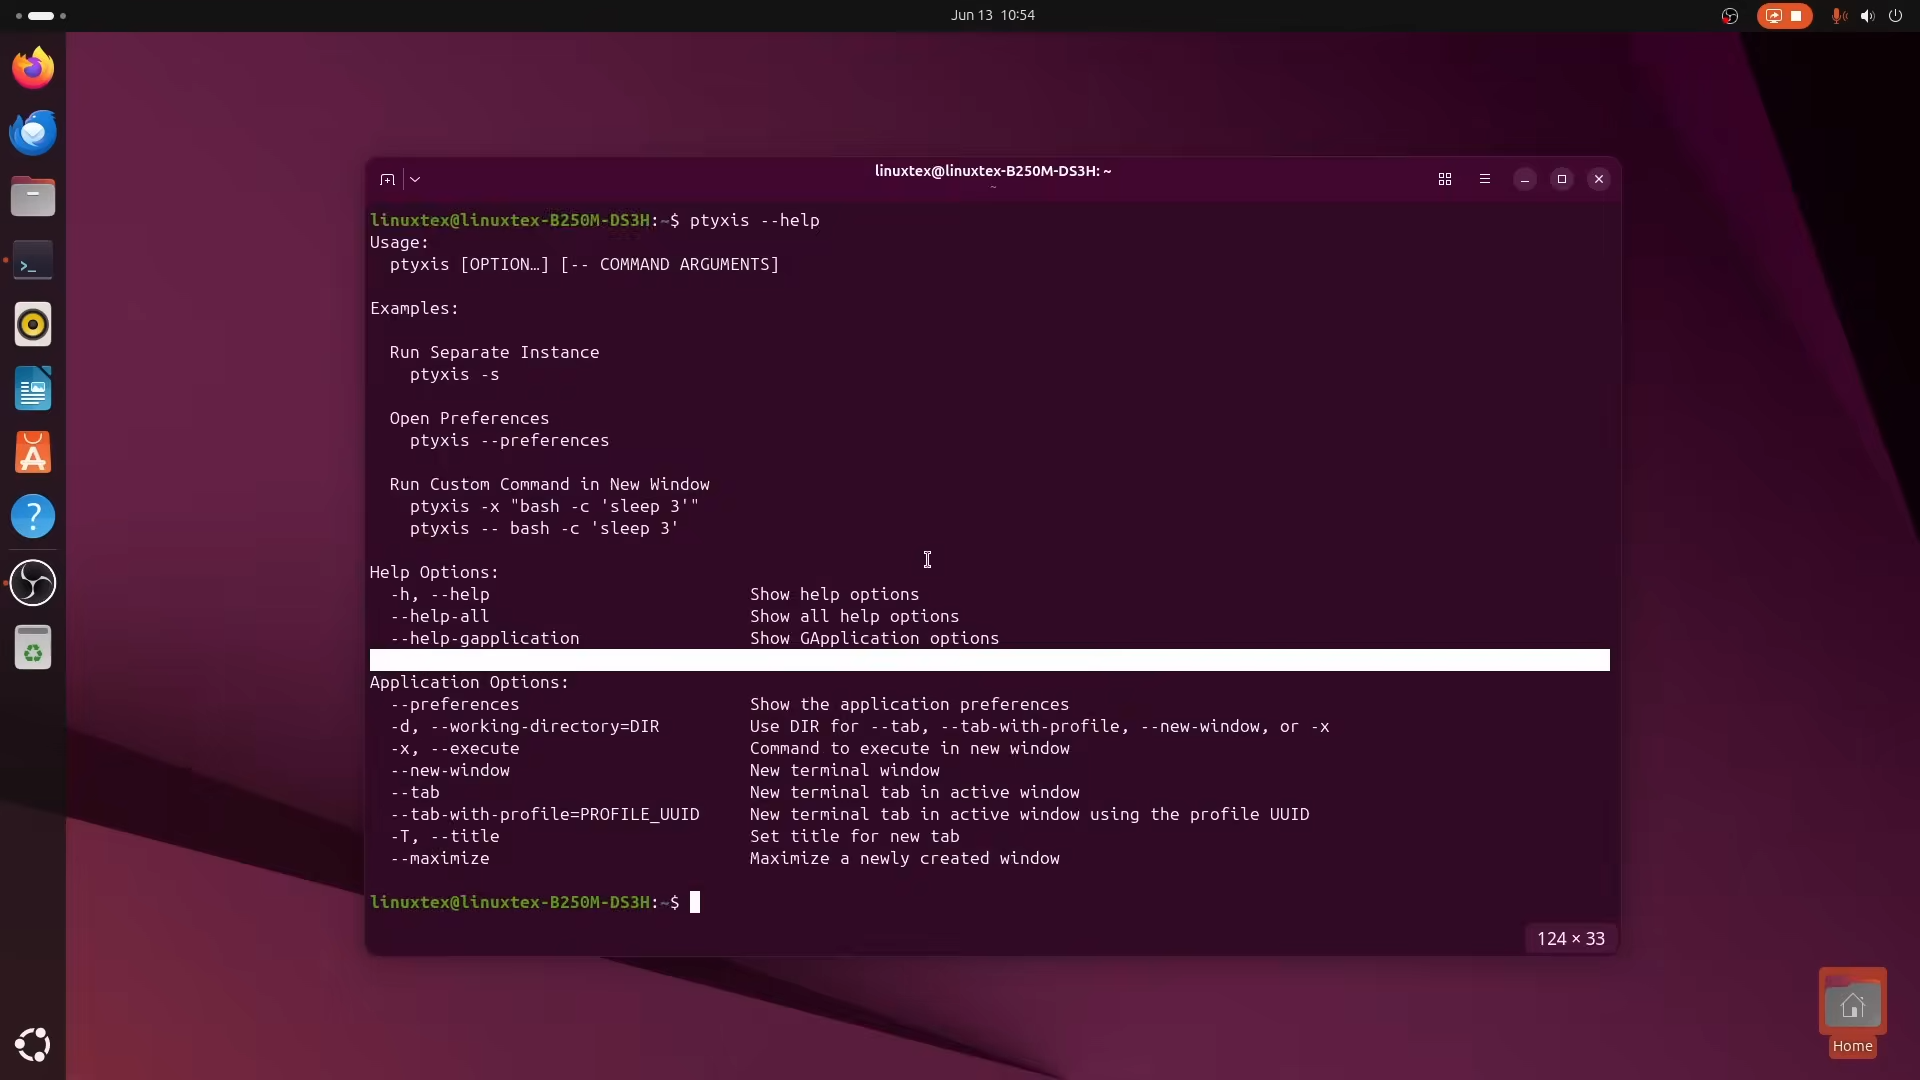 Jun 13 10:54
linuxtex@linuxtex-B250M-DS3H: ~
~
linuxtex@linuxtex-B250M-DS3H:~$ ptyxis --help
Usage:
ptyxis [OPTION…] [-- COMMAND ARGUMENTS]
Examples:
Run Separate Instance
ptyxis -s
Open Preferences
ptyxis --preferences
Run Custom Command in New Window
ptyxis -x "bash -c 'sleep 3'"
ptyxis -- bash -c 'sleep 3'
Help Options:
-h, --help Show help options
--help-all Show all help options
--help-gapplication Show GApplication options
Application Options:
--preferences Show the application preferences
-d, --working-directory=DIR Use DIR for --tab, --tab-with-profile, --new-window, or -x
-x, --execute Command to execute in new window
--new-window New terminal window
--tab New terminal tab in active window
--tab-with-profile=PROFILE_UUID New terminal tab in active window using the profile UUID
-T, --title Set title for new tab
--maximize Maximize a newly created window
linuxtex@linuxtex-B250M-DS3H:~$
124 × 33
Home